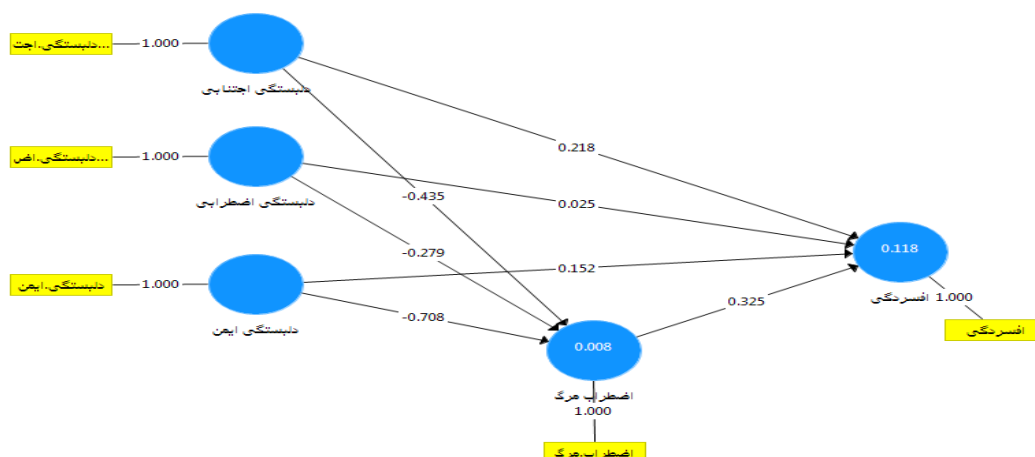 دلبستگی.اجت...
1.000
دلبستگی اجتنابی
0.218
دلبستگی.اض...
1.000
دلبستگی اضطرابی
-0.435
0.025
-0.279
0.118
افسردگی
1.000
دلبستگی.ایمن
1.000
دلبستگی ایمن
0.152
-0.708
0.325
افسردگی
0.008
اضطراب مرگ
1.000
اضطراب.مرگ